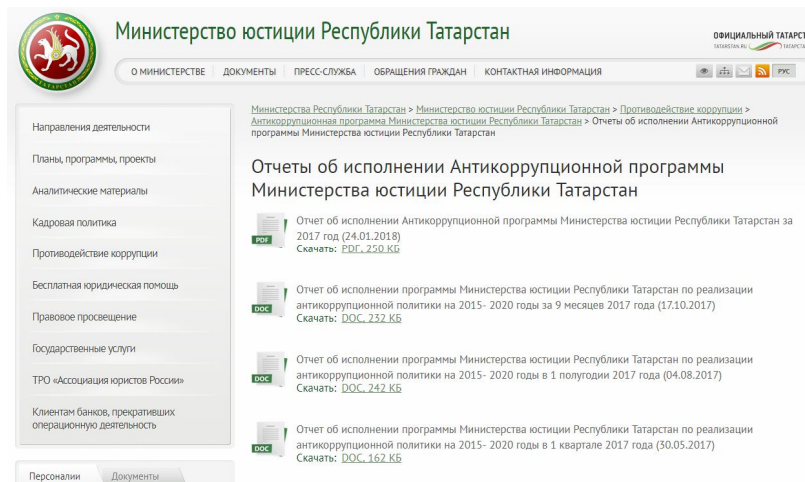 Министерство юстиции Республики Татарстан
ОФИЦИАЛЬНЫЙ ТАТАРСТ
TATARSTAN.RU
О МИНИСТЕРСТВЕ ДОКУМЕНТЫ ПРЕСС-СЛУЖБА ОБРАЩЕНИЯ ГРАЖДАН КОНТАКТНАЯ ИНФОРМАЦИЯ
РУС
ТАТАРСТАН
Направления деятельности
Планы, программы, проекты
Аналитические материалы
Кадровая политика
Противодействие коррупции
Бесплатная юридическая помощь
Правовое просвещение
Государственные услуги
ТРО «Ассоциация юристов России»
Клиентам банков, прекративших
операционную деятельность
Персоналии Документы
Министерства Республики Татарстан > Министерство юстиции Республики Татарстан > Противодействие коррупции >
Антикоррупционная программа Министерства юстиции Республики Татарстан > Отчеты об исполнении Антикоррупционной
программы Министерства юстиции Республики Татарстан
Отчеты об исполнении Антикоррупционной программы
Министерства юстиции Республики Татарстан
PDF
Отчет об исполнении Антикоррупционной программы Министерства юстиции Республики Татарстан за
2017 год (24.01.2018)
Скачать: PDF, 250 КБ
DOC
Отчет об исполнении программы Министерства юстиции Республики Татарстан по реализации
антикоррупционной политики на 2015- 2020 годы за 9 месяцев 2017 года (17.10.2017)
Скачать: DOC, 232 КБ
DOC
Отчет об исполнении программы Министерства юстиции Республики Татарстан по реализации
антикоррупционной политики на 2015- 2020 годы в 1 полугодии 2017 года (04.08.2017)
Скачать: DOC, 242 КБ
DOC
Отчет об исполнении программы Министерства юстиции Республики Татарстан по реализации
антикоррупционной политики на 2015- 2020 годы в 1 квартале 2017 года (30.05.2017)
Скачать: DOC, 162 КБ